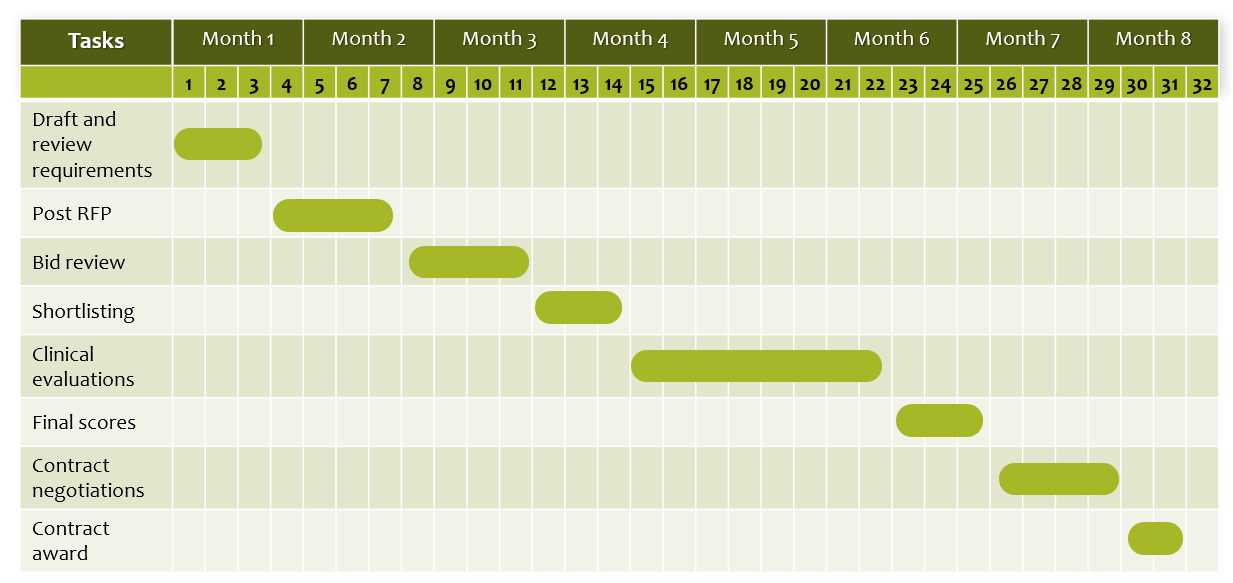 Tasks Month 1 Month 2 Month 3 Month 4 Month 5 Month 6 Month 7 Month 8
1 2 3 4 5 6 7 8 9 10 11 12 13 14 15 16 17 18 19 20 21 22 23 24 25 26 27 28 29 30 31 32
Draft and
review
requirements
Post RFP
Bid review
Shortlisting
Clinical
evaluations
Final scores
Contract
negotiations
Contract
award